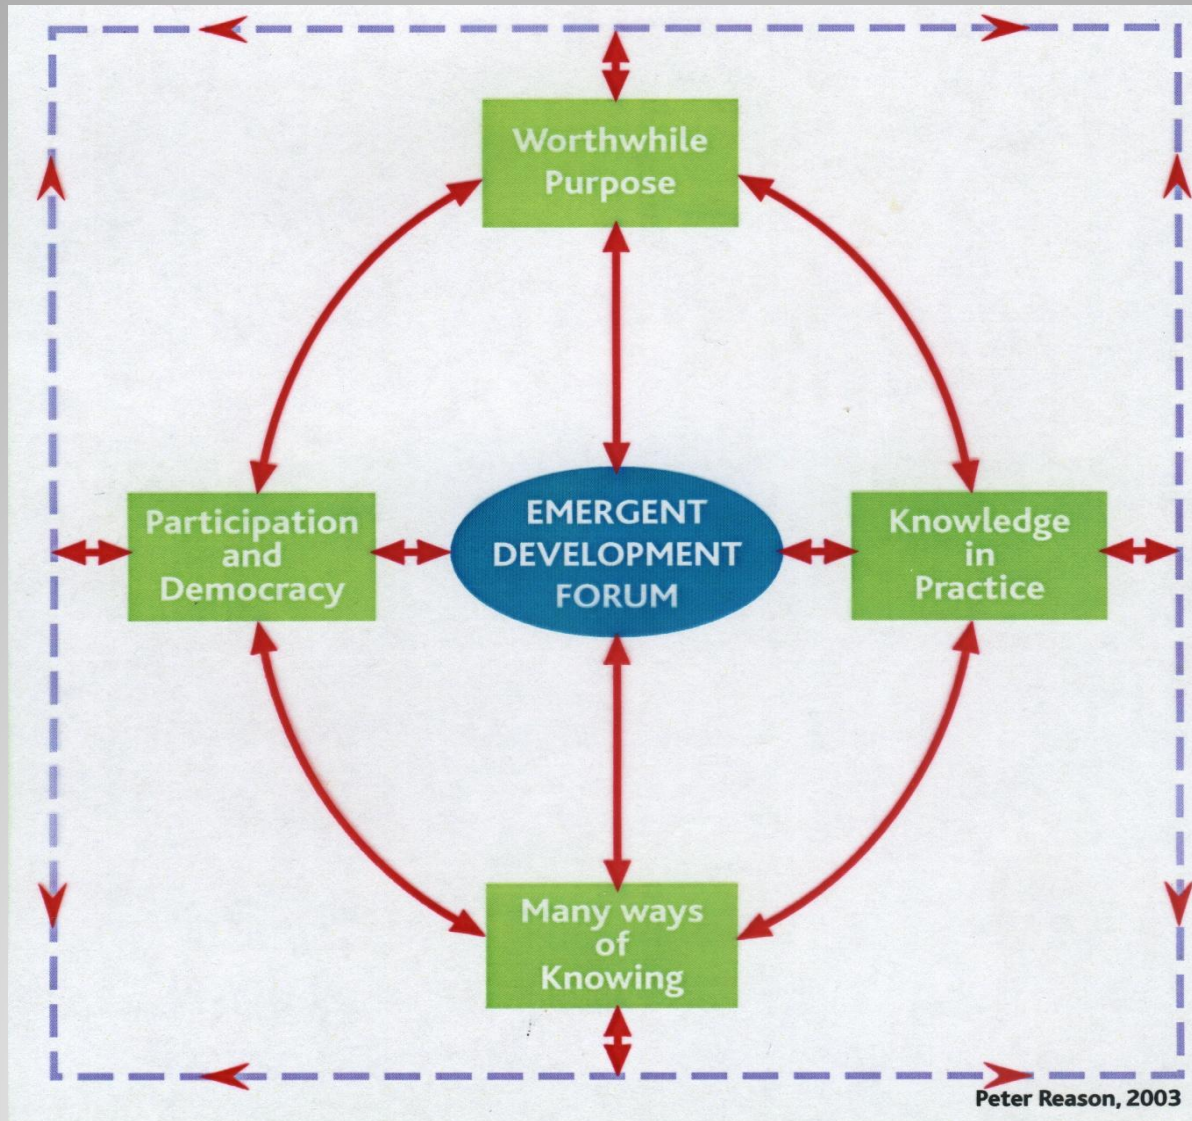 Worthwhile
Purpose
Participation
and
Democracy
EMERGENT
DEVELOPMENT
FORUM
Knowledge
in
Practice
Many ways
of
Knowing
Peter Reason, 2003